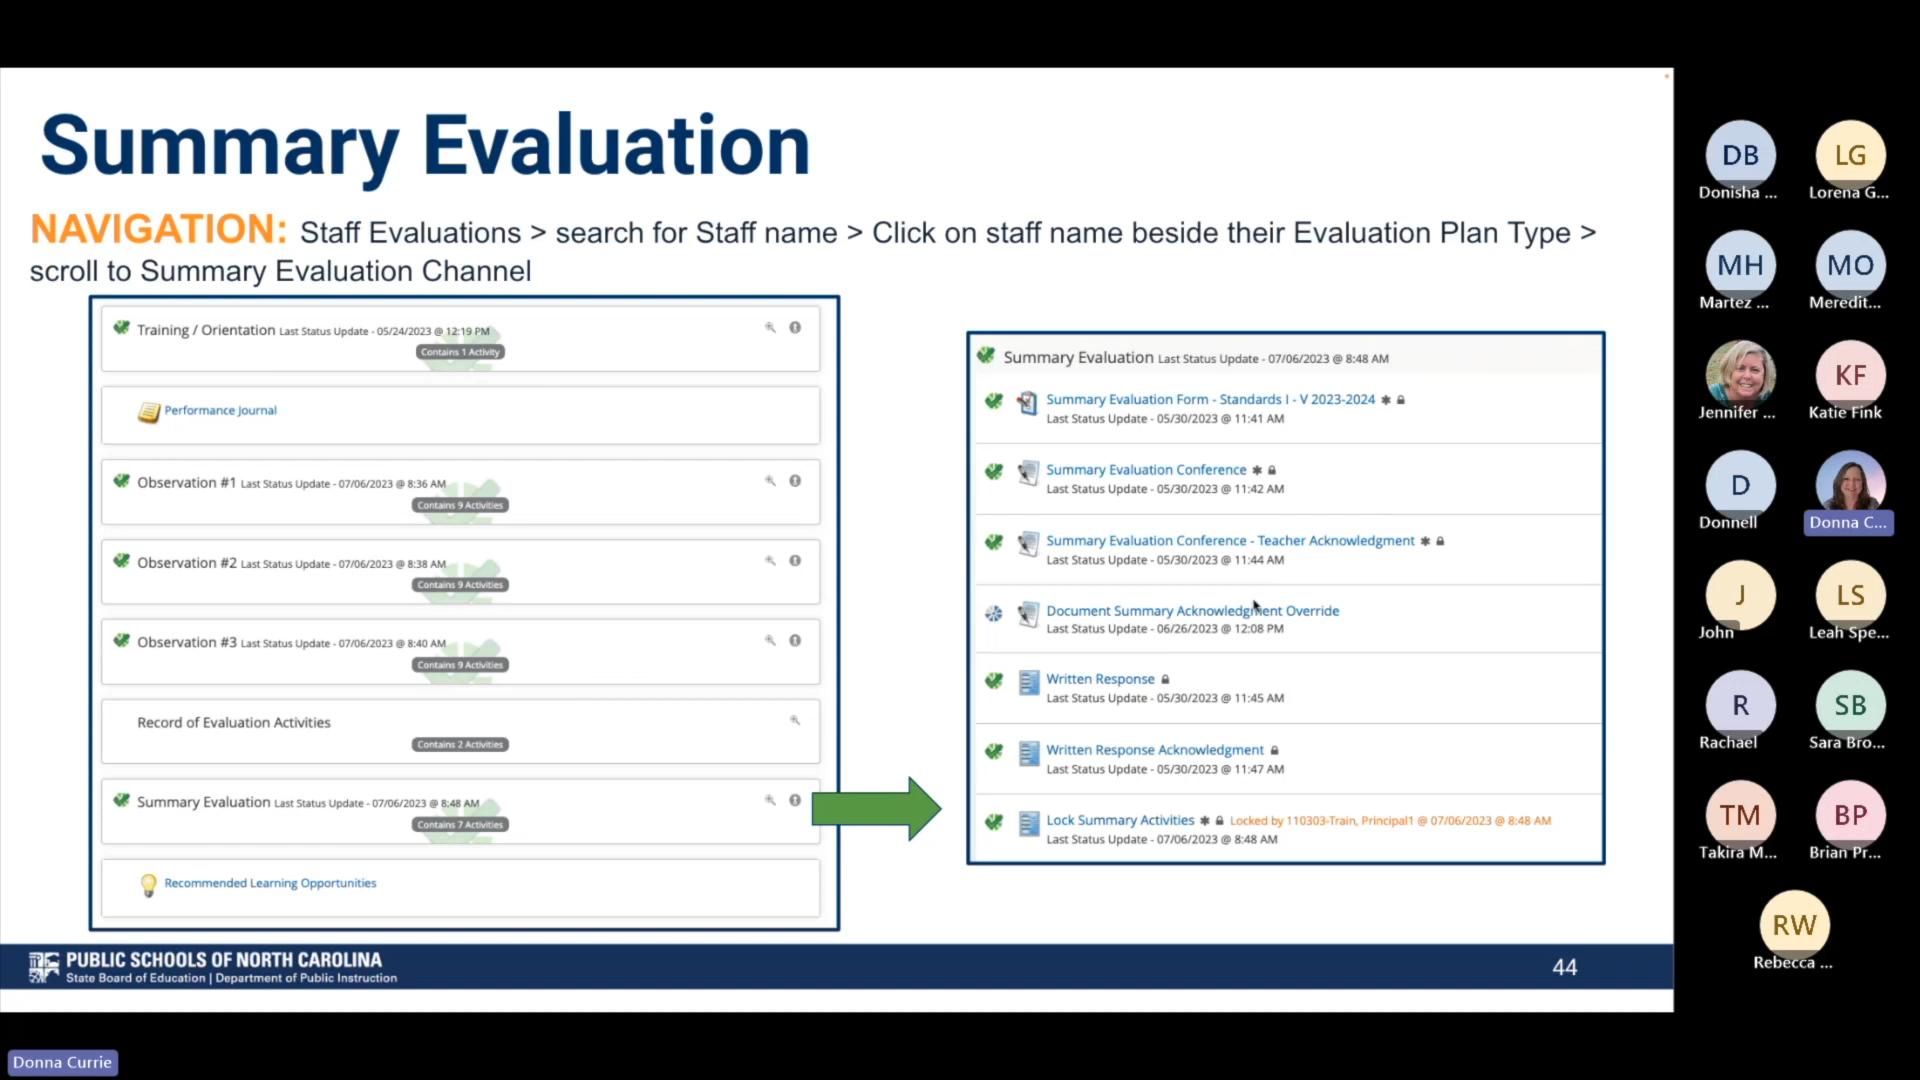 Summary Evaluation
NAVIGATION: Staff Evaluations > search for Staff name > Click on staff name beside their Evaluation Plan Type >
scroll to Summary Evaluation Channel
Training / Orientation Last Status Update - 05/24/2023 @ 12:19 PM
Contains 1 Activity
Performance Journal
Observation #1 Last Status Update - 07/06/2023 @ 8:36 AM
Contains 9 Activities
Observation #2 Last Status Update - 07/06/2023 @ 8:38 AM
Contains 9 Activities
Observation #3 Last Status Update - 07/06/2023 @ 8:40 AM
Contains 9 Activities
Record of Evaluation Activities
Contains 2 Activities
Summary Evaluation Last Status Update - 07/06/2023 @ 8:48 AM
Contains 7 Activities
Recommended Learning Opportunities
Summary Evaluation Last Status Update - 07/06/2023 @ 8:48 AM
Summary Evaluation Form - Standards I - V 2023-2024 *
Last Status Update - 05/30/2023 @ 11:41 AM
Summary Evaluation Conference *
Last Status Update - 05/30/2023 @ 11:42 AM
Summary Evaluation Conference - Teacher Acknowledgment *
Last Status Update - 05/30/2023 @ 11:44 AM
Document Summary Acknowledgment Override
Last Status Update - 06/26/2023 @ 12:08 PM
Written Response
Last Status Update - 05/30/2023 @ 11:45 AM
Written Response Acknowledgment
Last Status Update - 05/30/2023 @ 11:47 AM
Lock Summary Activities * Locked by 110303-Train, Principal1 @ 07/06/2023 @ 8:48 AM
Last Status Update - 07/06/2023 @ 8:48 AM
PUBLIC SCHOOLS OF NORTH CAROLINA
State Board of Education | Department of Public Instruction
44
DB
Donisha ...
LG
Lorena G...
MH
Martez ...
MO
Meredit...
Jennifer ...
KF
Katie Fink
D
Donnell
Donna C...
J
John
LS
Leah Spe...
R
Rachael
SB
Sara Bro...
TM
Takira M...
BP
Brian Pr...
RW
Rebecca ...
Donna Currie